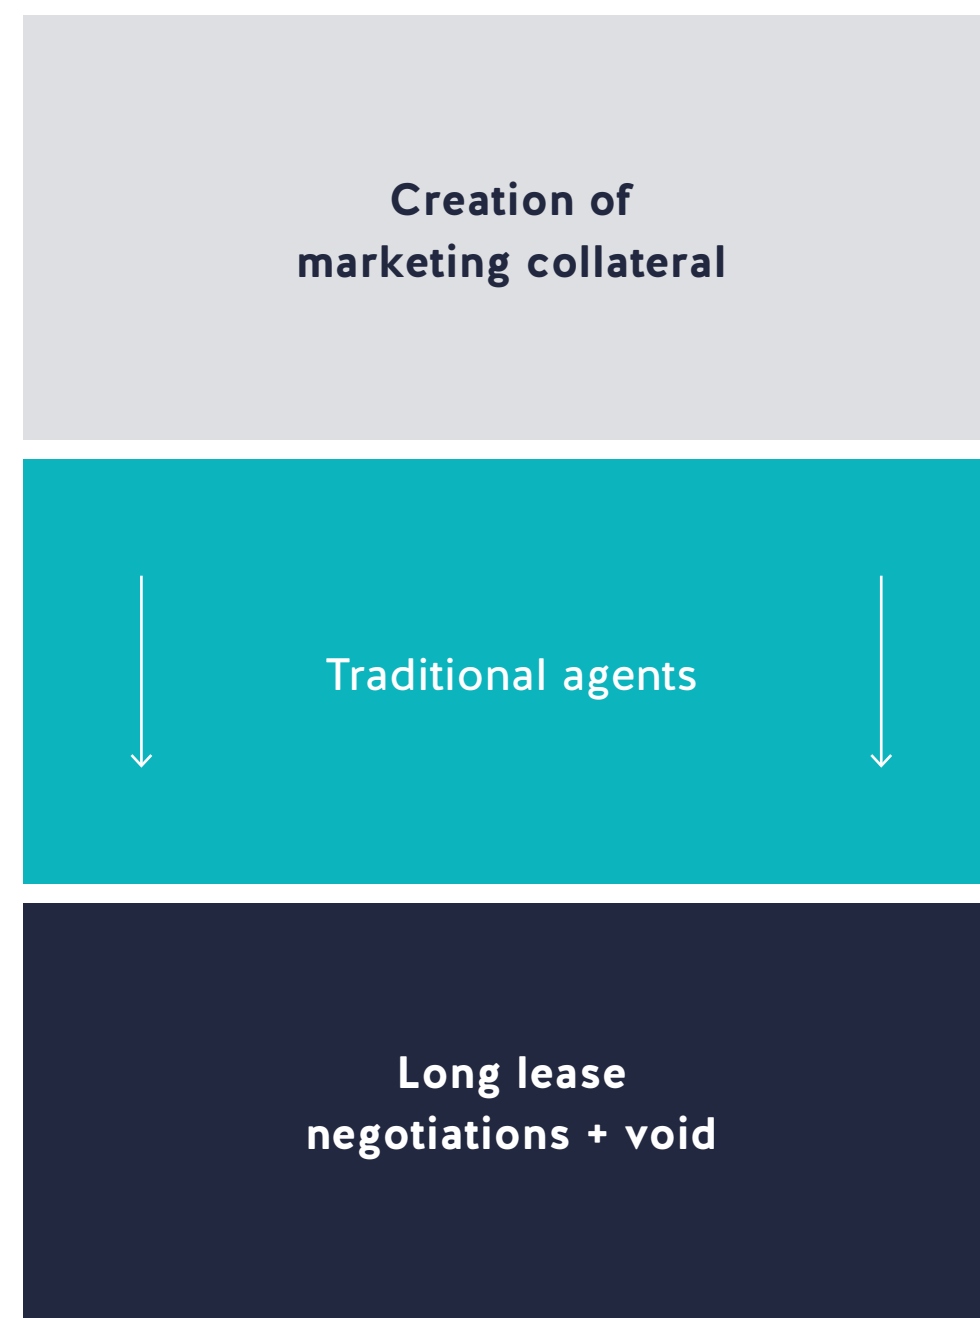 Creation of
marketing collateral
Traditional agents
Long lease
negotiations + void